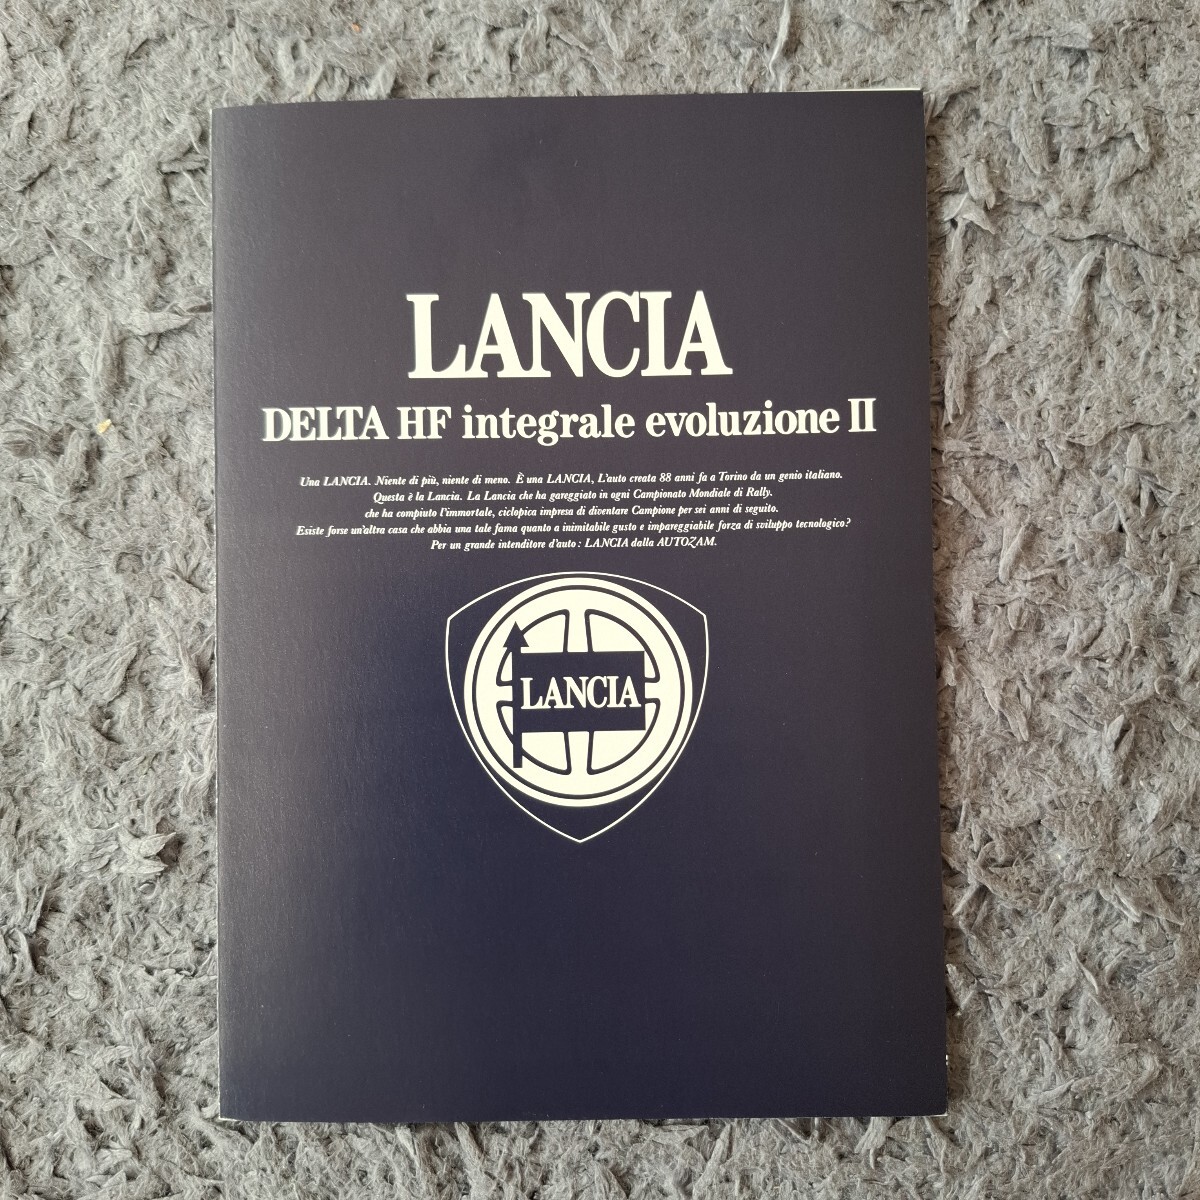 LANCIA
DELTA HF integrale evoluzione II
Una LANCIA. Niente di più, niente di meno. È una LANCIA, L'auto creata 88 anni fa a Torino da un genio italiano.
Questa è la Lancia. La Lancia che ha gareggiato in ogni Campionato Mondiale di Rally.
che ha compiuto l'immortale, ciclopica impresa di diventare Campione per sei anni di seguito.
Esiste forse un'altra casa che abbia una tale fama quanto a inimitabile gusto e impareggiabile forza di sviluppo tecnologico?
Per un grande intenditore d'auto : LANCIA dalla AUTOZAM.
LANCIA